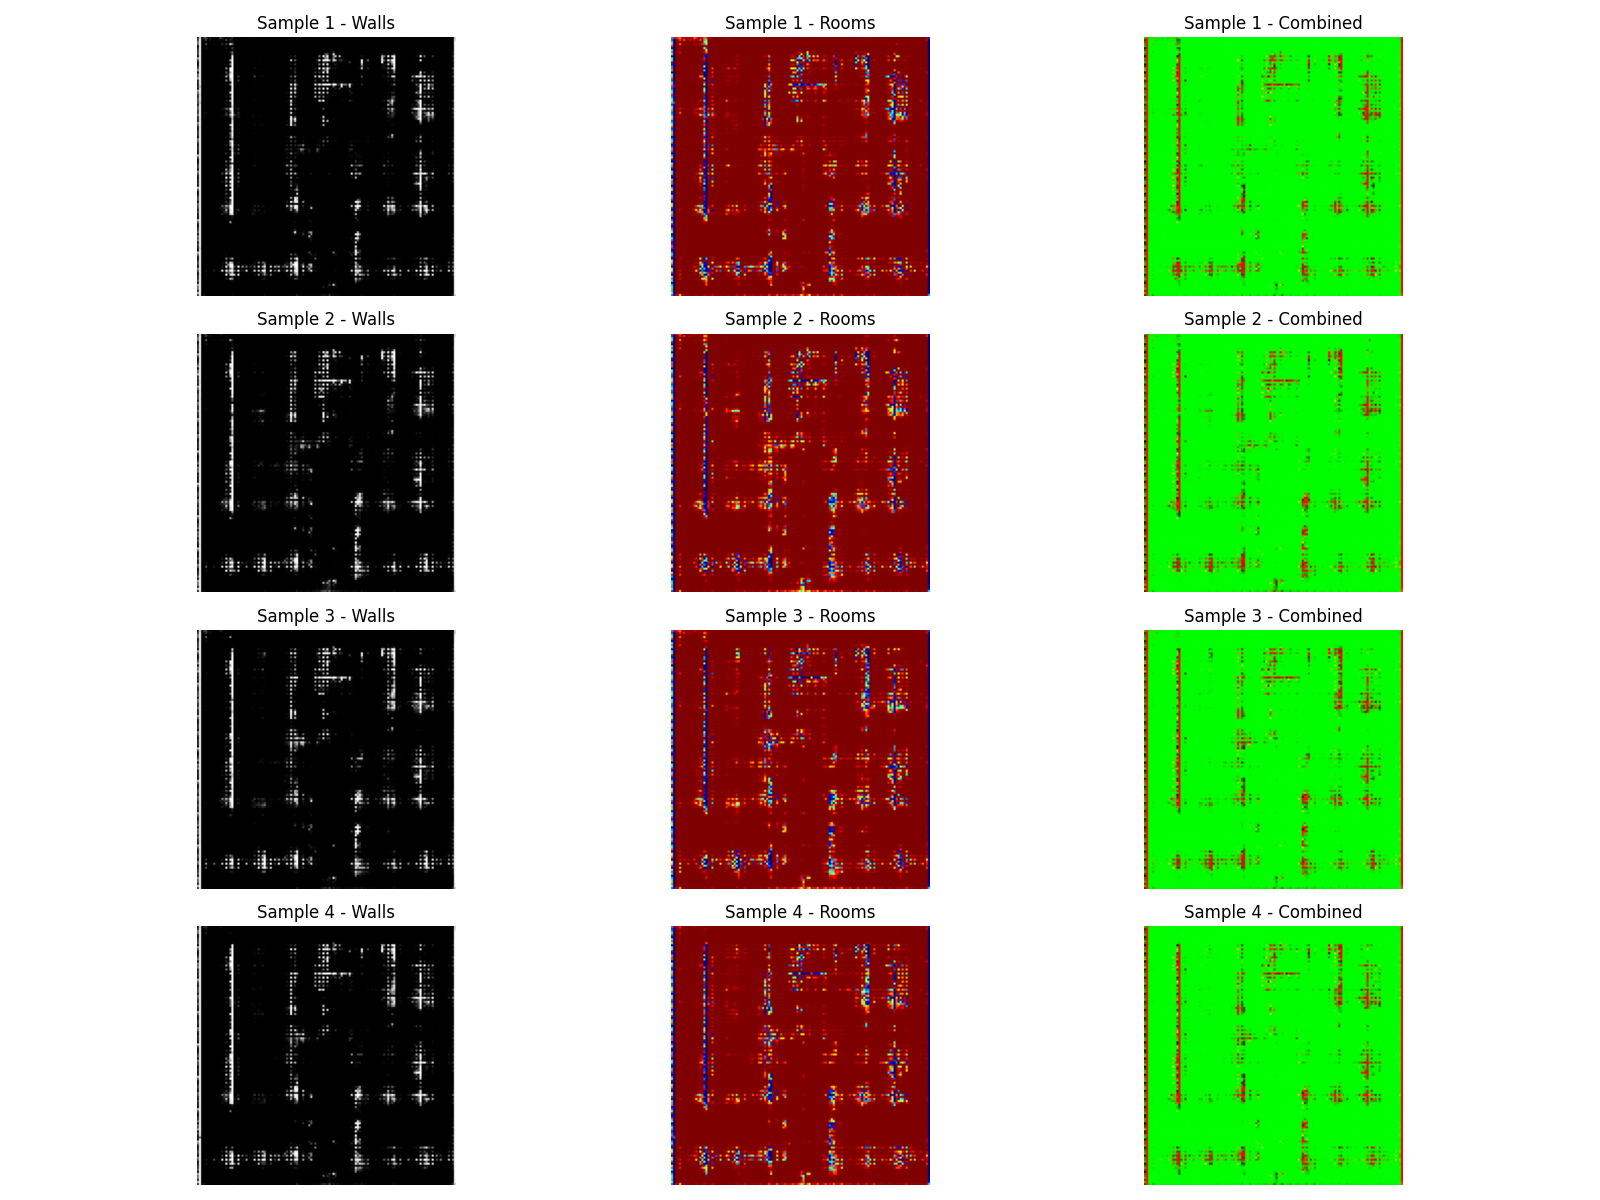 Sample 1 - Walls
Sample 1 - Rooms
Sample 1 - Combined
Sample 2 - Walls
Sample 2 - Rooms
Sample 2 - Combined
Sample 3 - Walls
Sample 3 - Rooms
Sample 3 - Combined
Sample 4 - Walls
Sample 4 - Rooms
Sample 4 - Combined